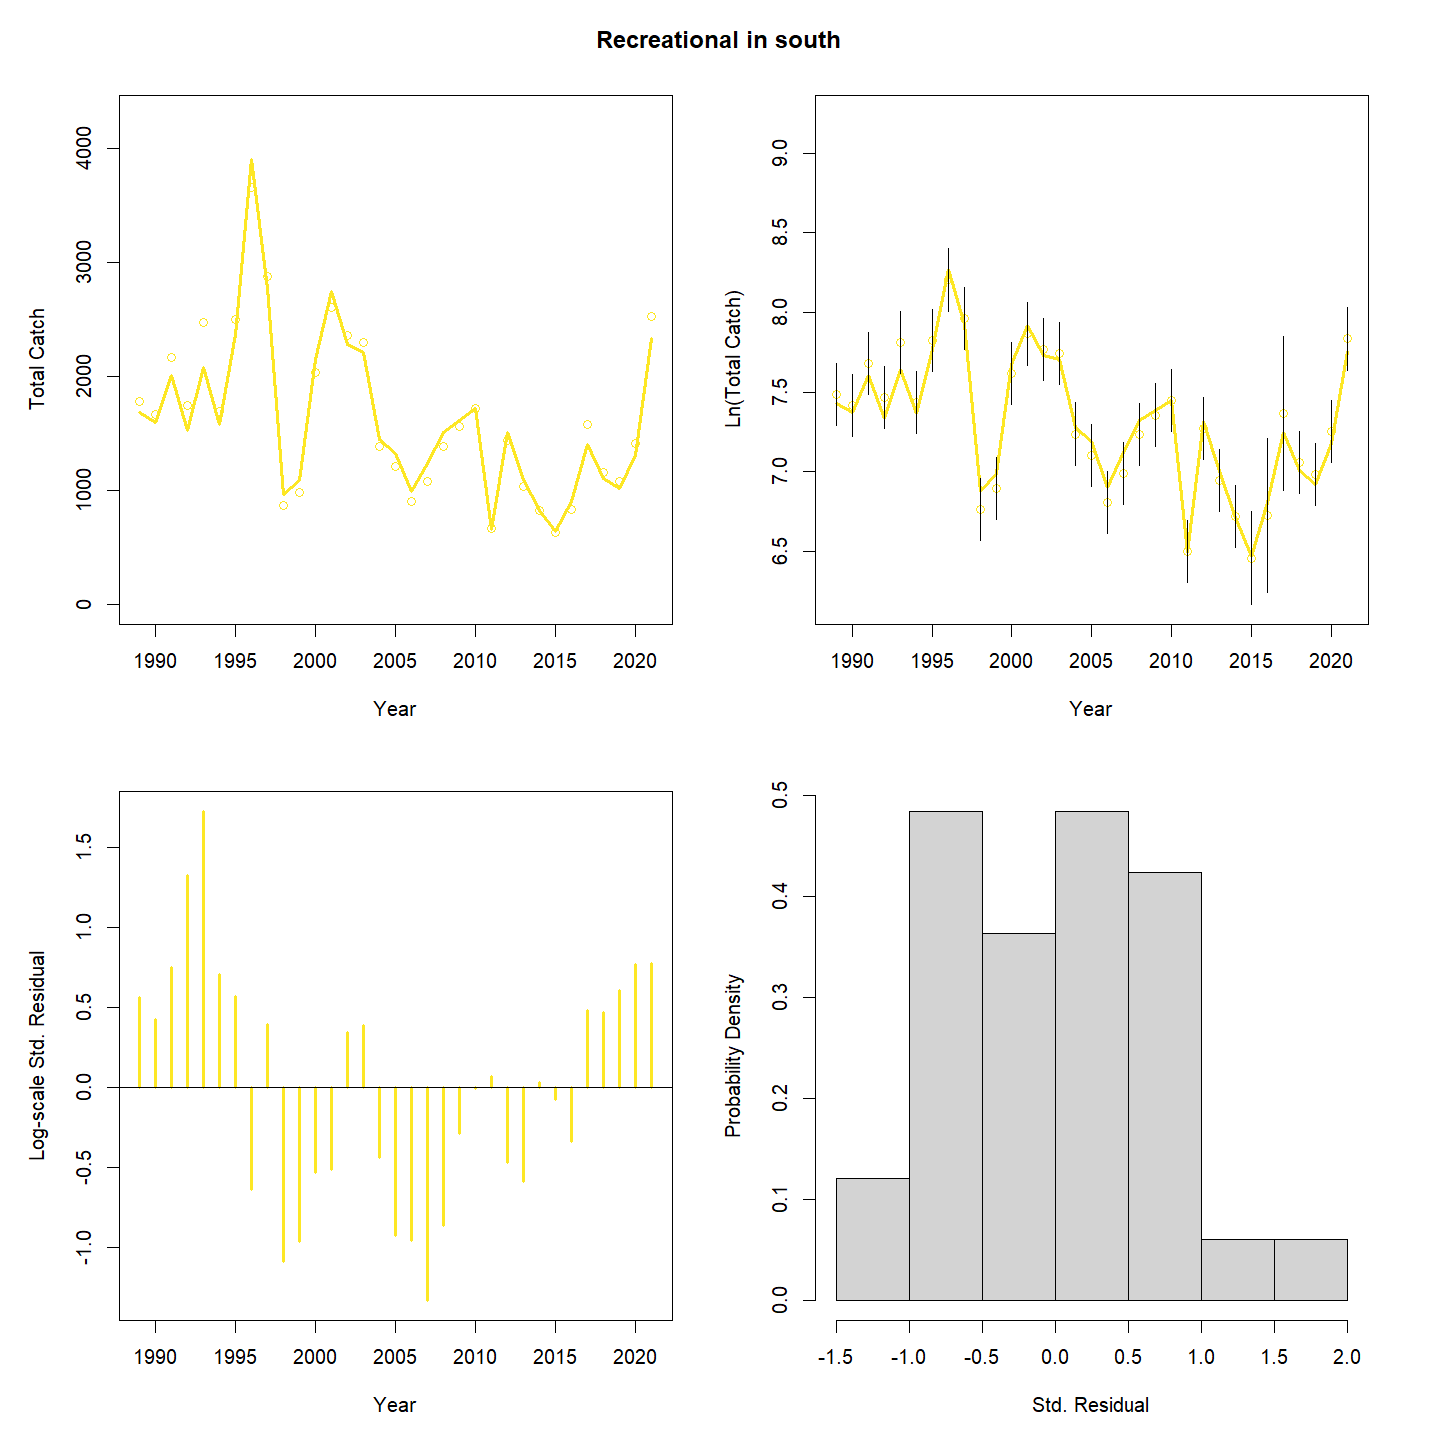 Recreational in south
Total Catch
4000
3000
2000
1000
0
1990 1995 2000 2005 2010 2015 2020
Year
Ln(Total Catch)
9.0
8.5
8.0
7.5
7.0
6.5
1990 1995 2000 2005 2010 2015 2020
Year
Log-scale Std. Residual
1.5
1.0
0.5
0.0
-0.5
-1.0
1990 1995 2000 2005 2010 2015 2020
Year
Probability Density
0.5
0.4
0.3
0.2
0.1
0.0
-1.5 -1.0 -0.5 0.0 0.5 1.0 1.5 2.0
Std. Residual